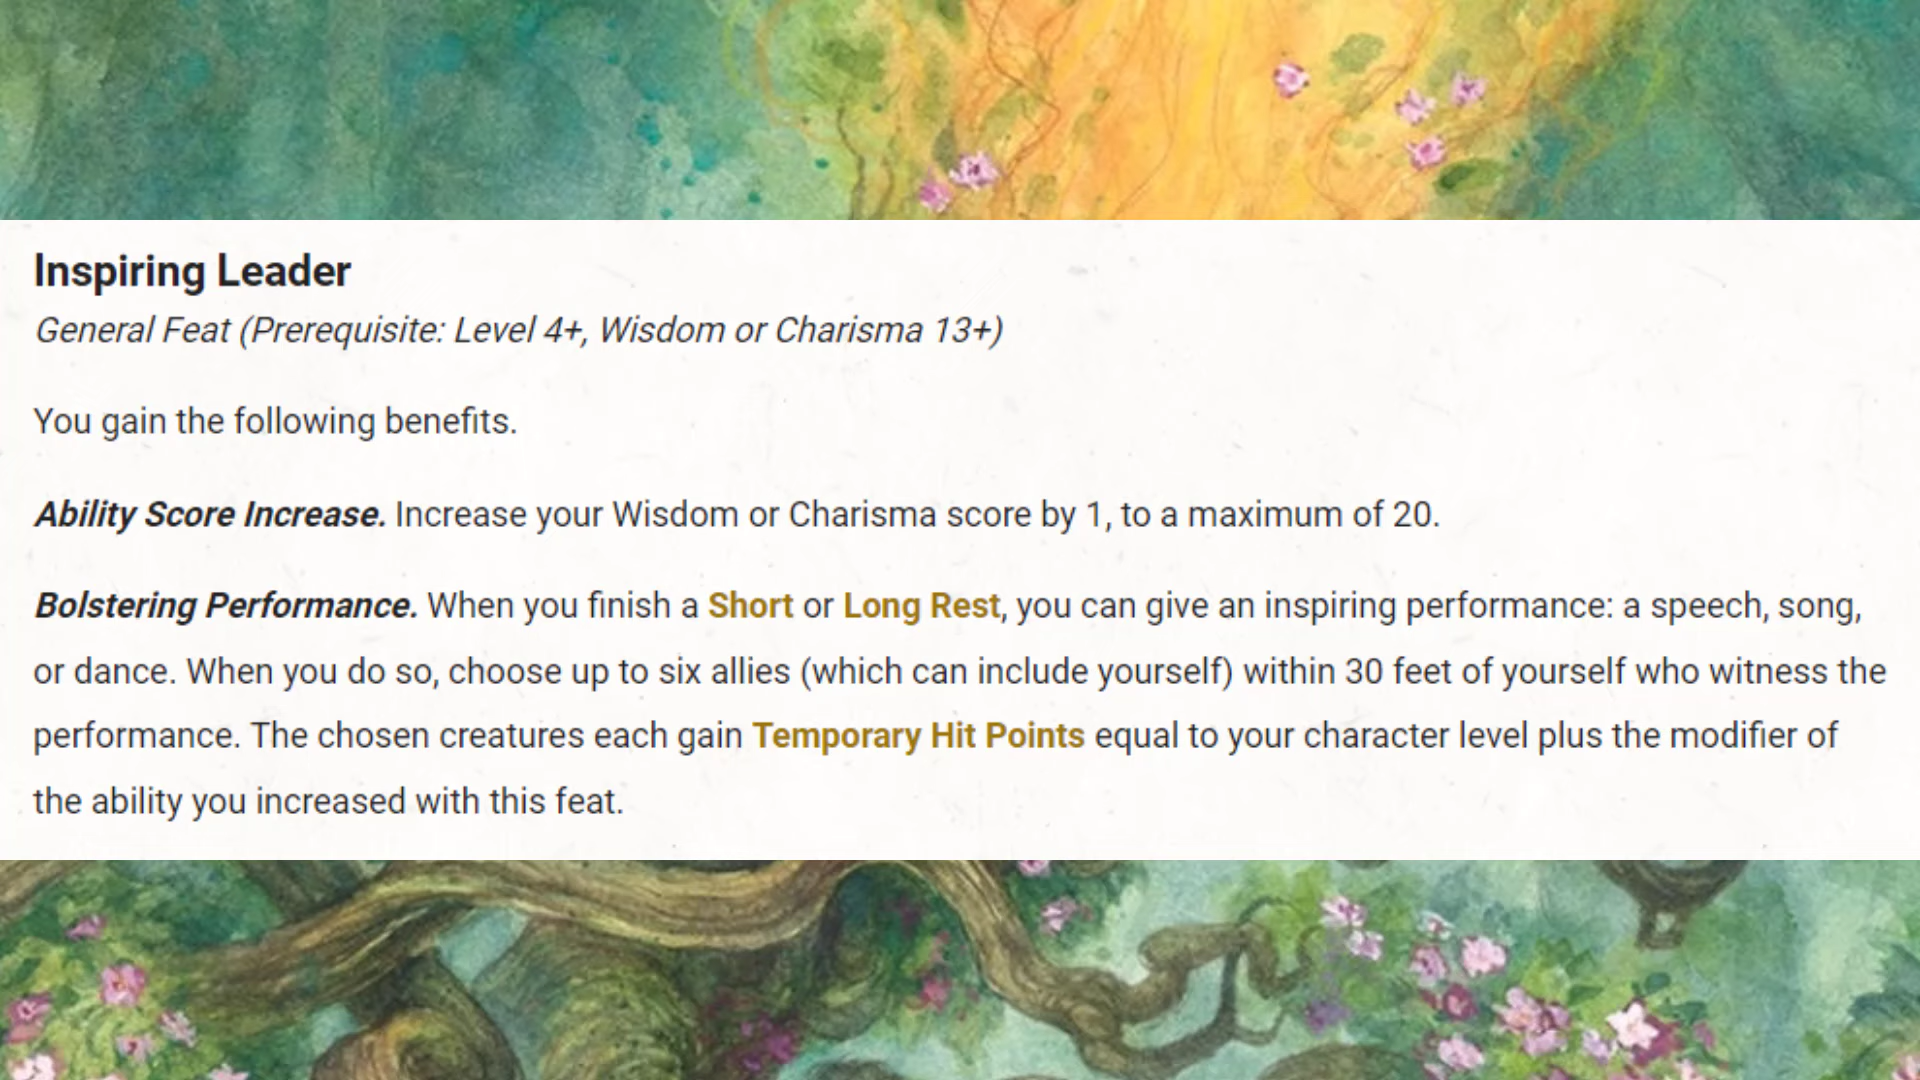 Inspiring Leader
General Feat (Prerequisite: Level 4+, Wisdom or Charisma 13+)
You gain the following benefits.
Ability Score Increase. Increase your Wisdom or Charisma score by 1, to a maximum of 20.
Bolstering Performance. When you finish a Short or Long Rest, you can give an inspiring performance: a speech, song,
or dance. When you do so, choose up to six allies (which can include yourself) within 30 feet of yourself who witness the
performance. The chosen creatures each gain Temporary Hit Points equal to your character level plus the modifier of
the ability you increased with this feat.